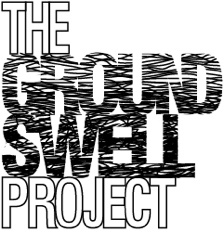 THE
GROUND
SWELL
PROJECT